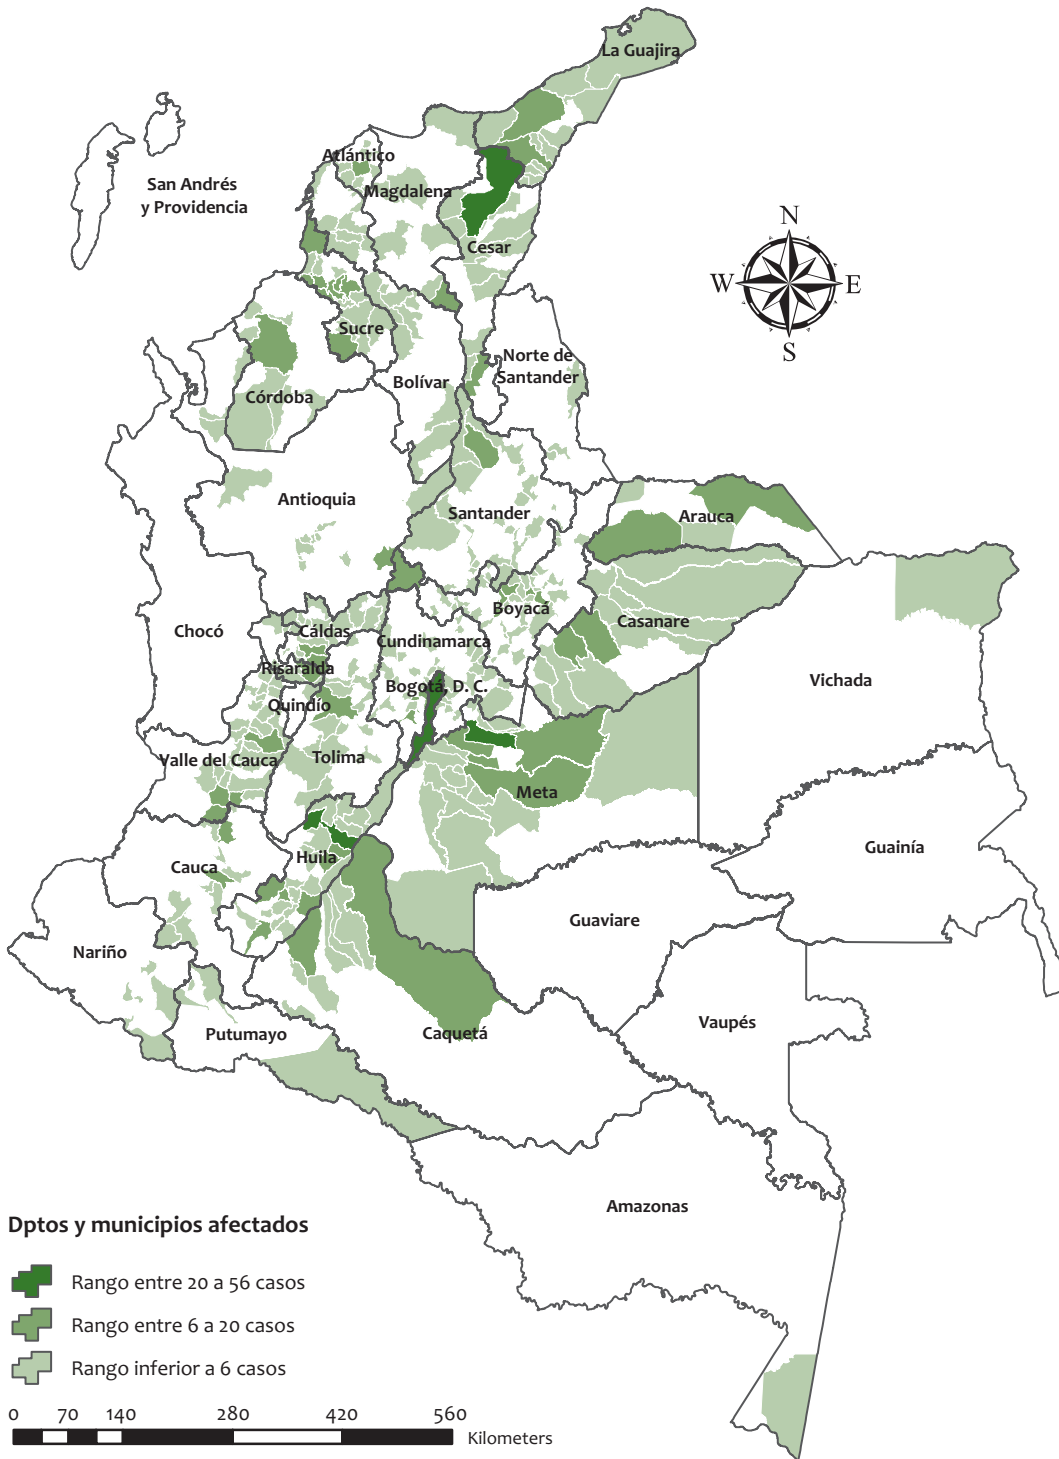 La Guajira
Atlántico
San Andrés
y Providencia
Magdalena
N
Cesar
W
E
S
Sucre
Norte de
Santander
Bolívar
Córdoba
Antioquia
Santander
Arauca
Boyacá
Casanare
Chocó
Cáldas
Cundinamarca
Risaralda
Vichada
Bogotá, D. C.
Quindío
Valle del Cauca
Tolima
Meta
Guainía
Huila
Cauca
Guaviare
Nariño
Vaupés
Putumayo
Caquetá
Amazonas
Dptos y municipios afectados
Rango entre 20 a 56 casos
Rango entre 6 a 20 casos
Rango inferior a 6 casos
0 70 140 280 420 560
Kilometers